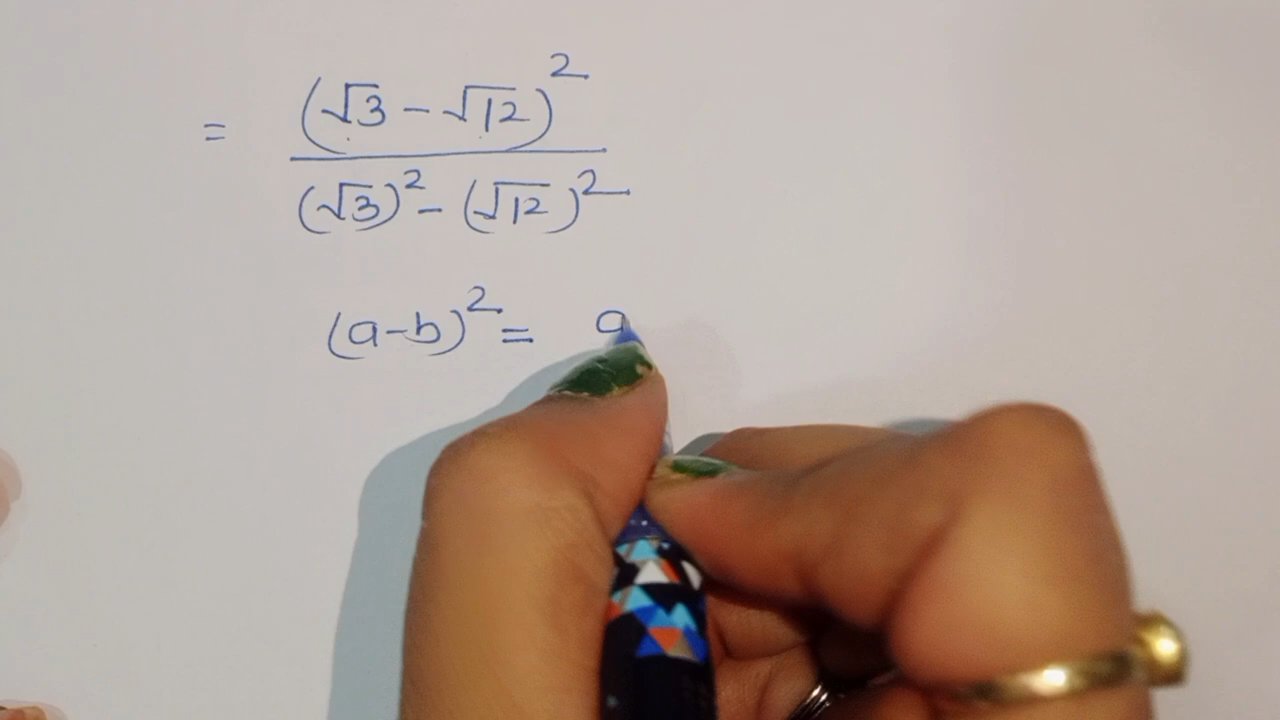 = (√3 - √12)²
(√3)² - (√12)²
(a-b)² = a